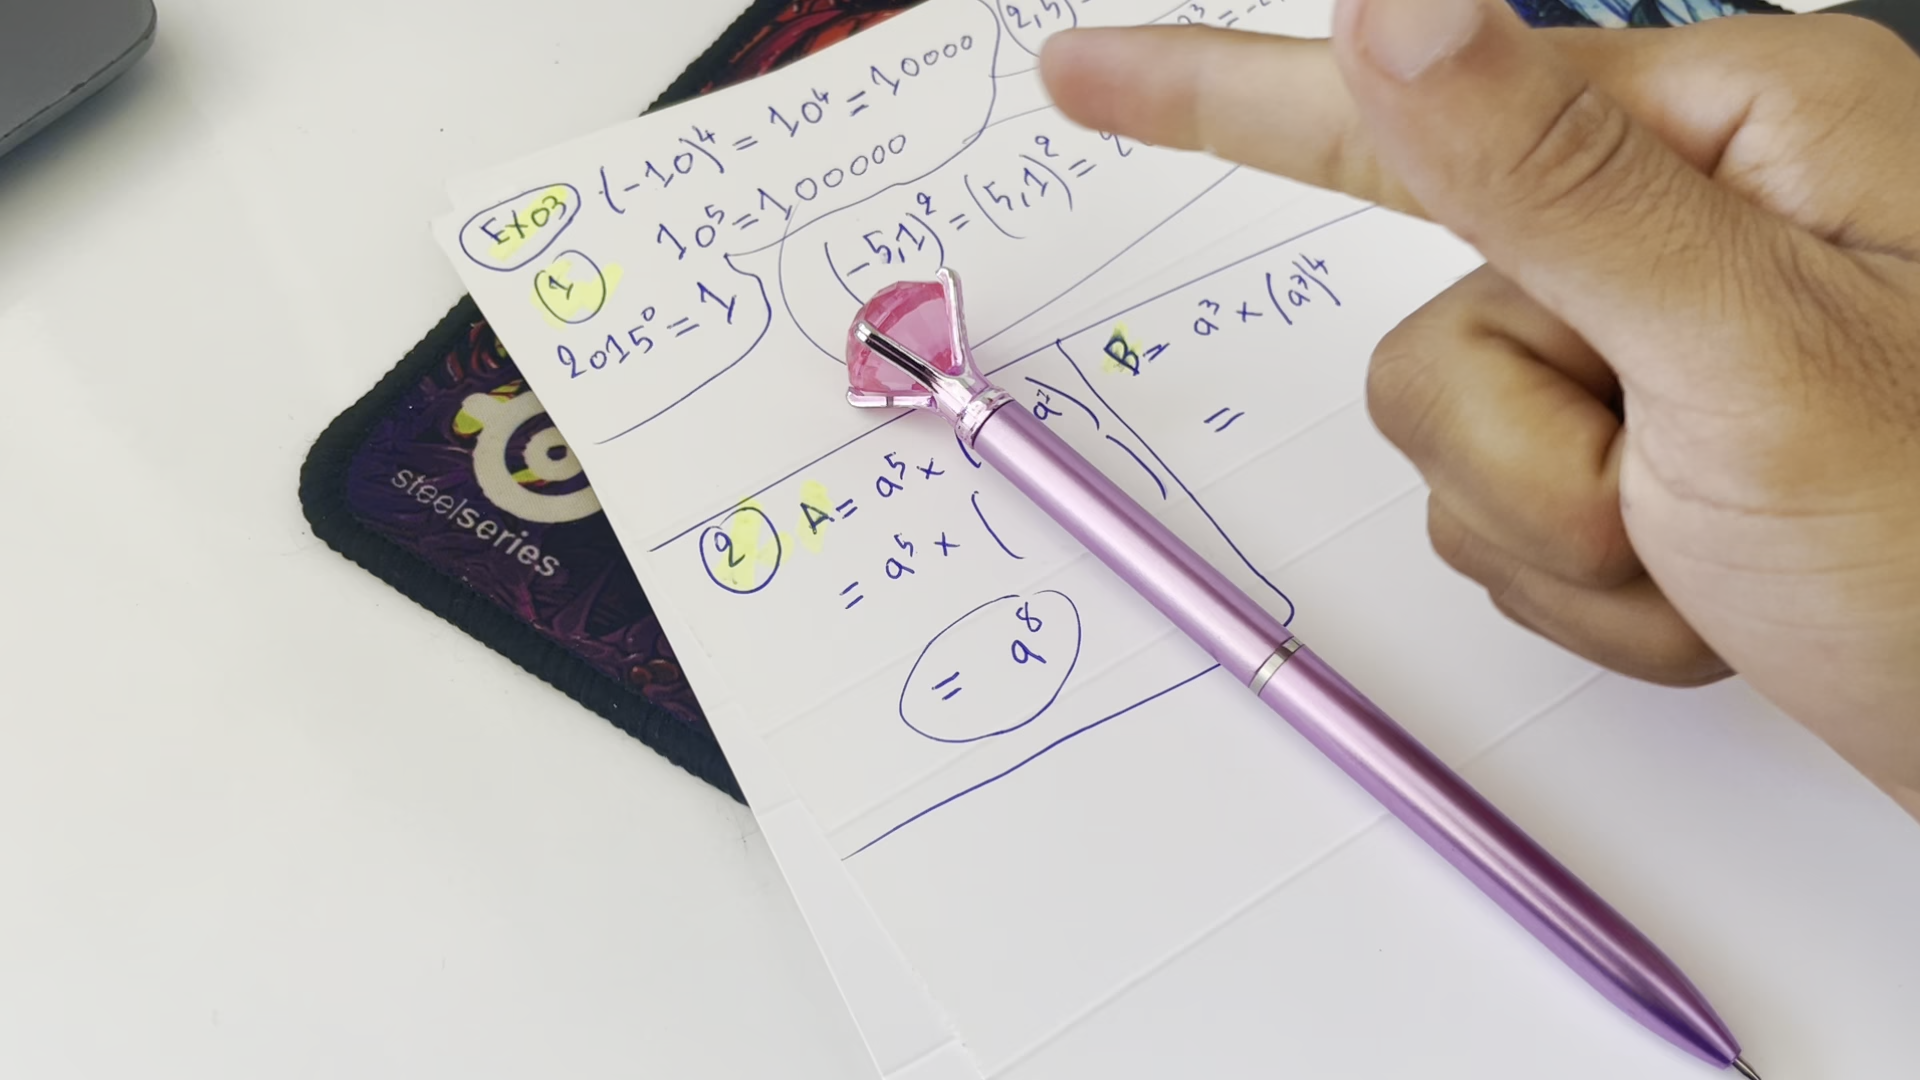 EX03 (-10)⁴ = 10⁴ = 10000
1 10⁵ = 100000
2015⁰ = 1
(2,5)
(-5,1)² = (5,1)² =
2 A = a⁵ × (
= a⁵ × ( )
= a⁸
B = a³ × (a³)⁴
=
steelseries